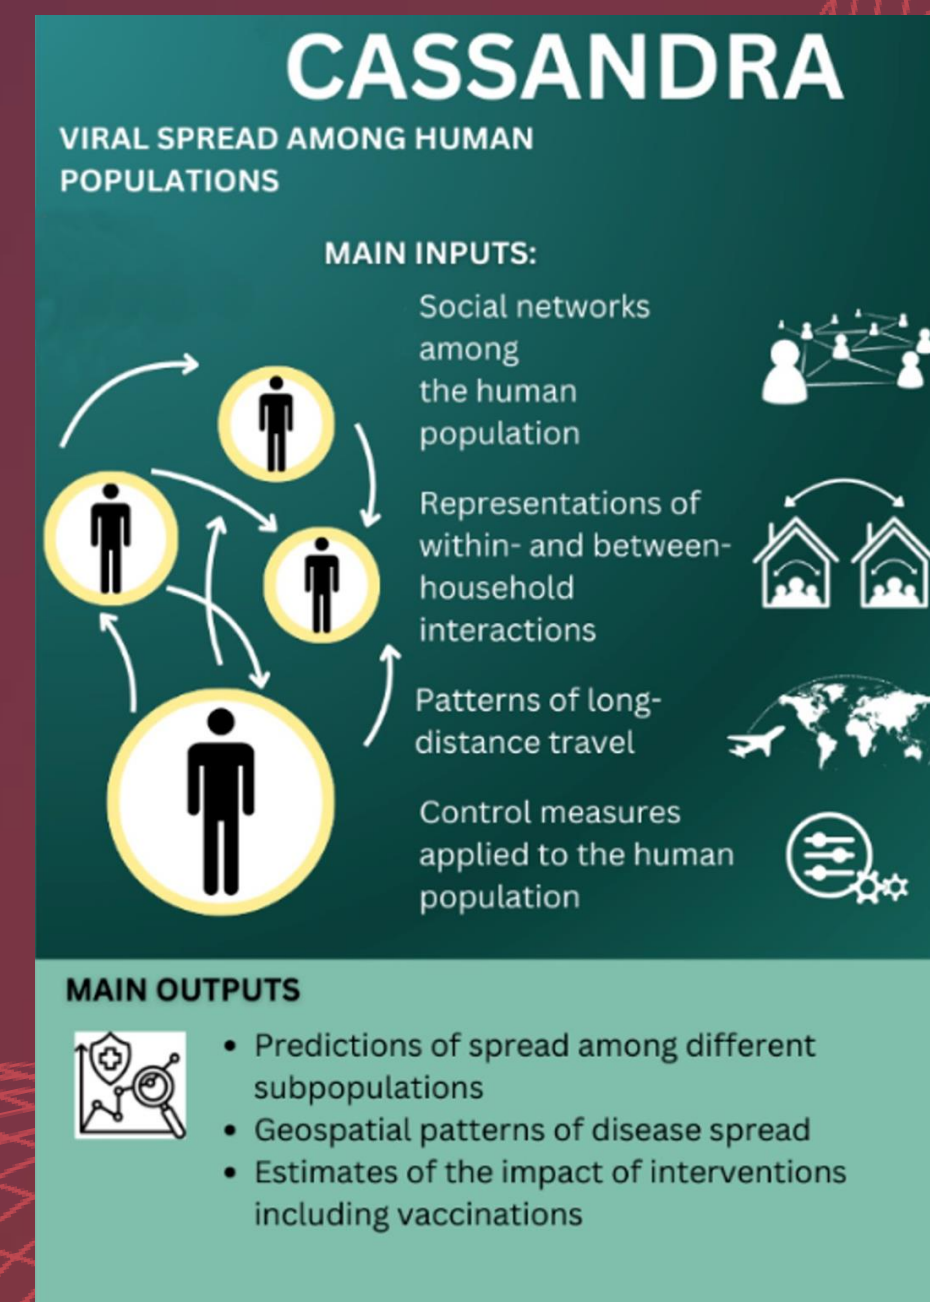 CASSANDRA
VIRAL SPREAD AMONG HUMAN
POPULATIONS
MAIN INPUTS:
Social networks
among
the human
population
Representations of
within- and between-
household
interactions
Patterns of long-
distance travel
Control measures
applied to the human
population
MAIN OUTPUTS
• Predictions of spread among different
subpopulations
• Geospatial patterns of disease spread
• Estimates of the impact of interventions
including vaccinations